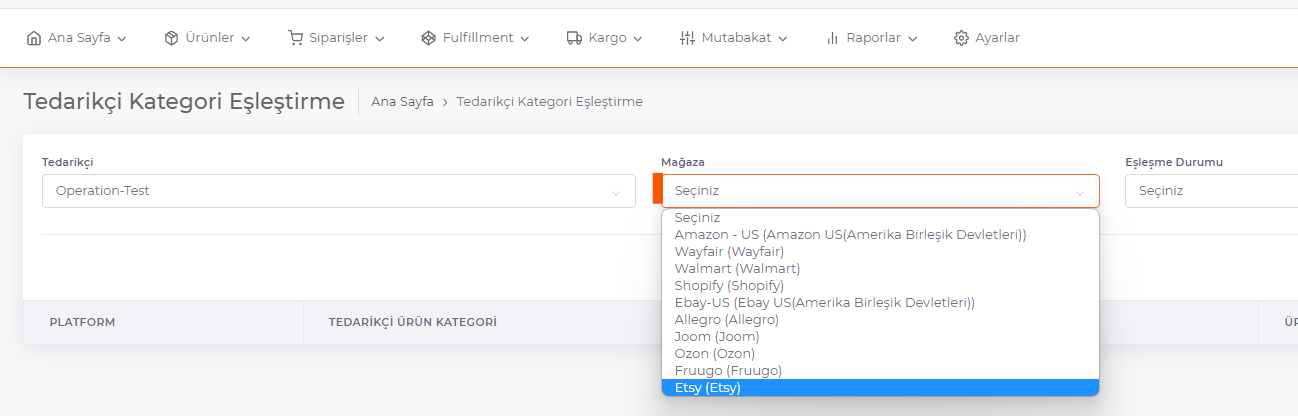 Ana Sayfa Ürünler Siparişler Fulfillment Kargo Mutabakat Raporlar Ayarlar
Tedarikçi Kategori Eşleştirme Ana Sayfa > Tedarikçi Kategori Eşleştirme
Tedarikçi Mağaza Eşleşme Durumu
Operation-Test Seçiniz Seçiniz
Seçiniz
Amazon - US (Amazon US(Amerika Birleşik Devletleri))
Wayfair (Wayfair)
Walmart (Walmart)
Shopify (Shopify)
Ebay-US (Ebay US(Amerika Birleşik Devletleri))
Allegro (Allegro)
Joom (Joom)
Ozon (Ozon)
Fruugo (Fruugo)
Etsy (Etsy)
PLATFORM TEDARİKÇİ ÜRÜN KATEGORİ